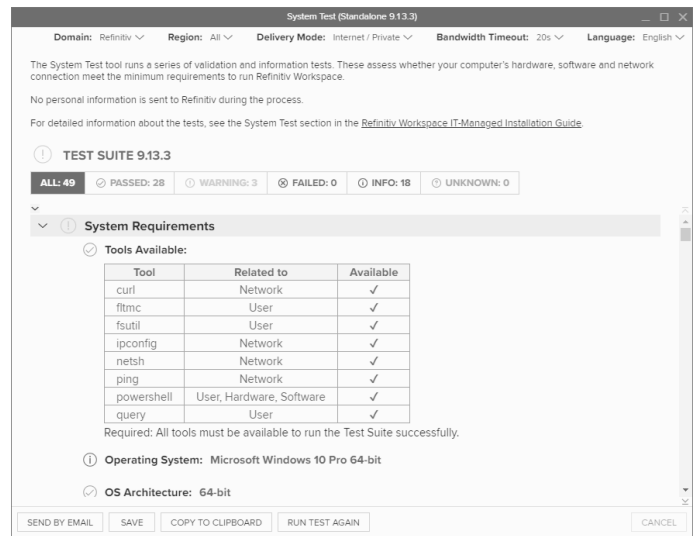 System Test (Standalone 9.13.3)
Domain: Refinitiv Region: All Delivery Mode: Internet / Private Bandwidth Timeout: 20s Language: English
The System Test tool runs a series of validation and information tests. These assess whether your computer's hardware, software and network
connection meet the minimum requirements to run Refinitiv Workspace.
No personal information is sent to Refinitiv during the process.
For detailed information about the tests, see the System Test section in the Refinitiv Workspace IT-Managed Installation Guide.
TEST SUITE 9.13.3
ALL: 49 PASSED: 28 WARNING: 3 FAILED: 0 INFO: 18 UNKNOWN: 0
System Requirements
Tools Available:
Tool Related to Available
curl Network ✓
fltmc User ✓
fsutil User ✓
ipconfig Network ✓
netsh Network ✓
ping Network ✓
powershell User, Hardware, Software ✓
query User ✓
Required: All tools must be available to run the Test Suite successfully.
Operating System: Microsoft Windows 10 Pro 64-bit
OS Architecture: 64-bit
SEND BY EMAIL SAVE COPY TO CLIPBOARD RUN TEST AGAIN CANCEL